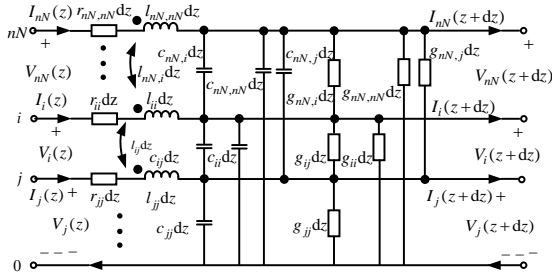 I_{nN}(z) r_{nN,nN}dz l_{nN,nN}dz I_{nN}(z+dz)
nN + c_{nN,i}dz c_{nN,j}dz g_{nN,j}dz +
V_{nN}(z) l_{nN,i}dz c_{nN,nN}dz g_{nN,i}dz g_{nN,nN}dz V_{nN}(z+dz)
I_i(z) r_{ii}dz l_{ii}dz I_i(z+dz)
i + l_{ij}dz +
V_i(z) c_{ij}dz c_{ii}dz g_{ij}dz g_{ii}dz V_i(z+dz)
j
I_j(z) + r_{jj}dz l_{jj}dz I_j(z+dz) +
V_j(z) c_{jj}dz g_{jj}dz V_j(z+dz)
0 − − − − − −